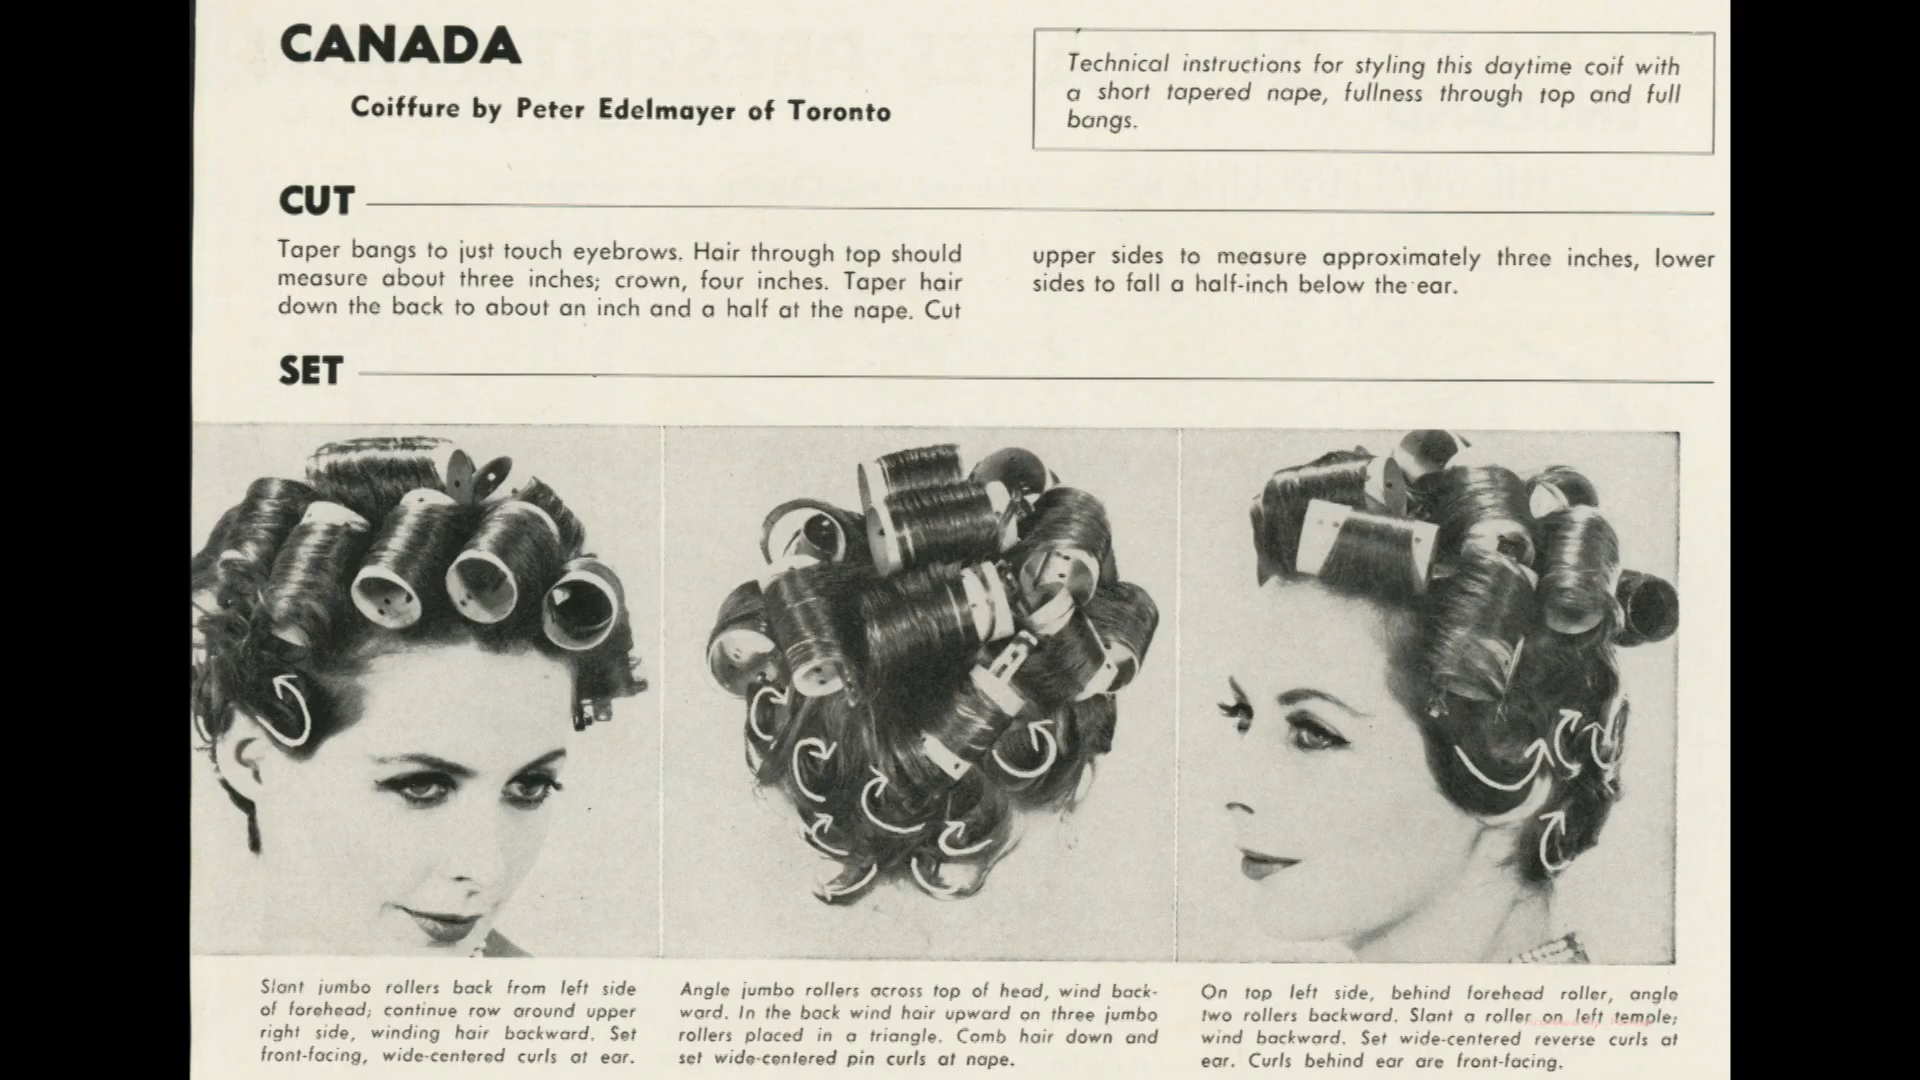 CANADA
Coiffure by Peter Edelmayer of Toronto
Technical instructions for styling this daytime coif with
a short tapered nape, fullness through top and full
bangs.
CUT
Taper bangs to just touch eyebrows. Hair through top should
measure about three inches; crown, four inches. Taper hair
down the back to about an inch and a half at the nape. Cut
upper sides to measure approximately three inches, lower
sides to fall a half-inch below the ear.
SET
Slant jumbo rollers back from left side
of forehead; continue row around upper
right side, winding hair backward. Set
front-facing, wide-centered curls at ear.
Angle jumbo rollers across top of head, wind back-
ward. In the back wind hair upward on three jumbo
rollers placed in a triangle. Comb hair down and
set wide-centered pin curls at nape.
On top left side, behind forehead roller, angle
two rollers backward. Slant a roller on left temple;
wind backward. Set wide-centered reverse curls at
ear. Curls behind ear are front-facing.